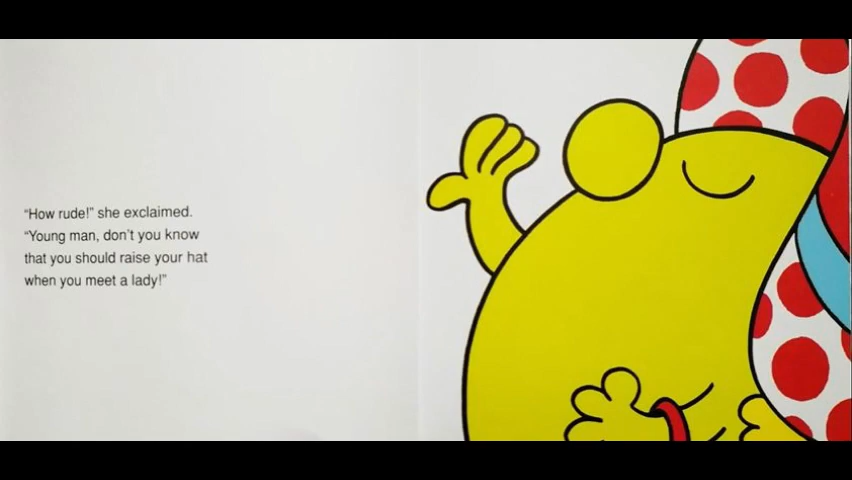 “How rude!” she exclaimed.
“Young man, don’t you know
that you should raise your hat
when you meet a lady!”